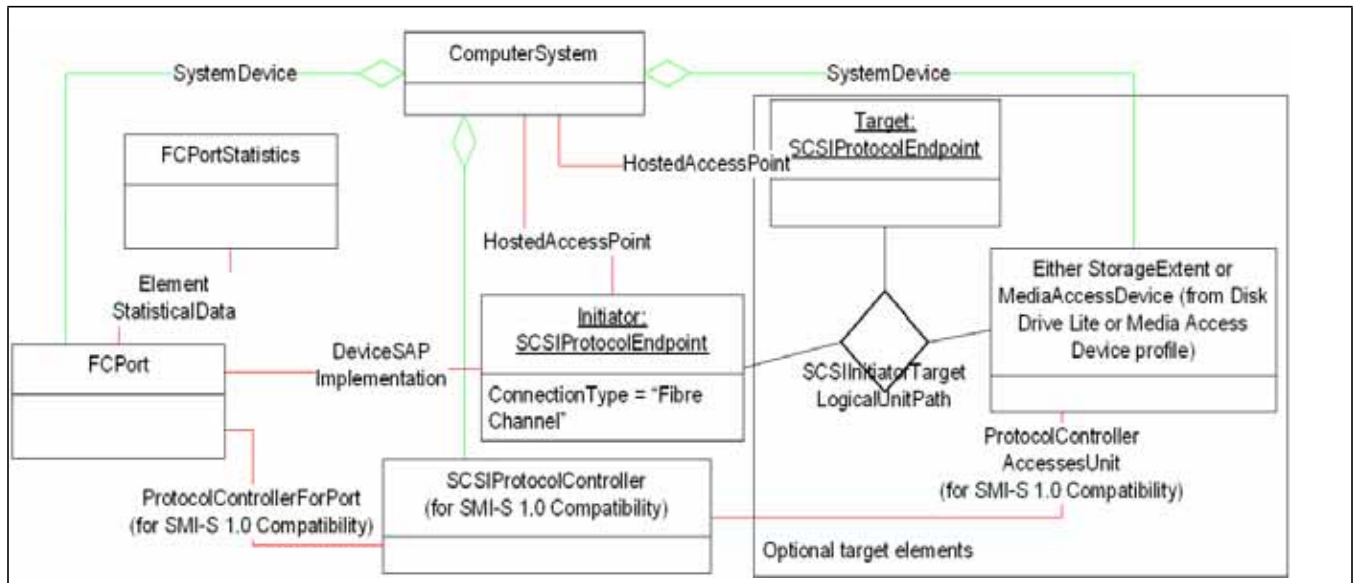 ComputerSystem
SystemDevice
SystemDevice
Target:
SCSIProtocolEndpoint
FCPortStatistics
HostedAccessPoint
HostedAccessPoint
Element
StatisticalData
Either StorageExtent or
MediaAccessDevice (from Disk
Drive Lite or Media Access
Device profile)
Initiator:
SCSIProtocolEndpoint
FCPort
DeviceSAP
Implementation
SCSIInitiatorTarget
LogicalUnitPath
ConnectionType = “Fibre
Channel”
ProtocolController
AccessesUnit
(for SMI-S 1.0 Compatibility)
SCSIProtocolController
(for SMI-S 1.0 Compatibility)
ProtocolControllerForPort
(for SMI-S 1.0 Compatibility)
Optional target elements